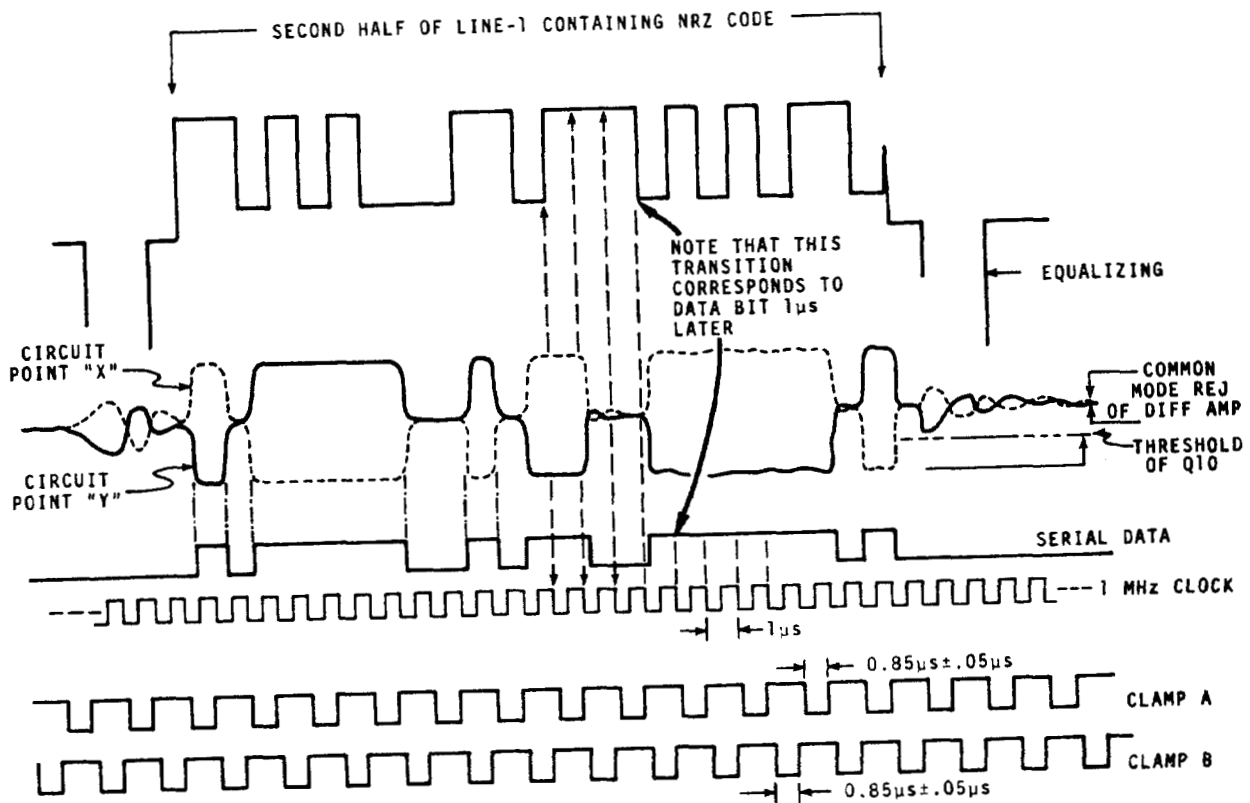 SECOND HALF OF LINE-1 CONTAINING NRZ CODE
NOTE THAT THIS
TRANSITION
CORRESPONDS TO
DATA BIT 1µs
LATER
EQUALIZING
CIRCUIT
POINT "X"
COMMON
MODE REJ
OF DIFF AMP
THRESHOLD
OF Q10
CIRCUIT
POINT "Y"
SERIAL DATA
1 MHz CLOCK
1µs
0.85µs±.05µs
CLAMP A
CLAMP B
0.85µs±.05µs